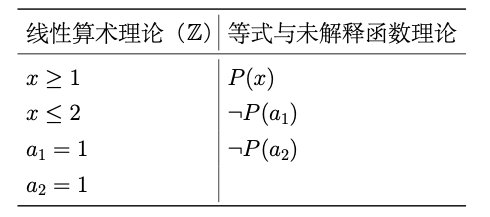 线性算术理论（ℤ） 等式与未解释函数理论
x ≥ 1 P(x)
x ≤ 2 ¬P(a₁)
a₁ = 1 ¬P(a₂)
a₂ = 1